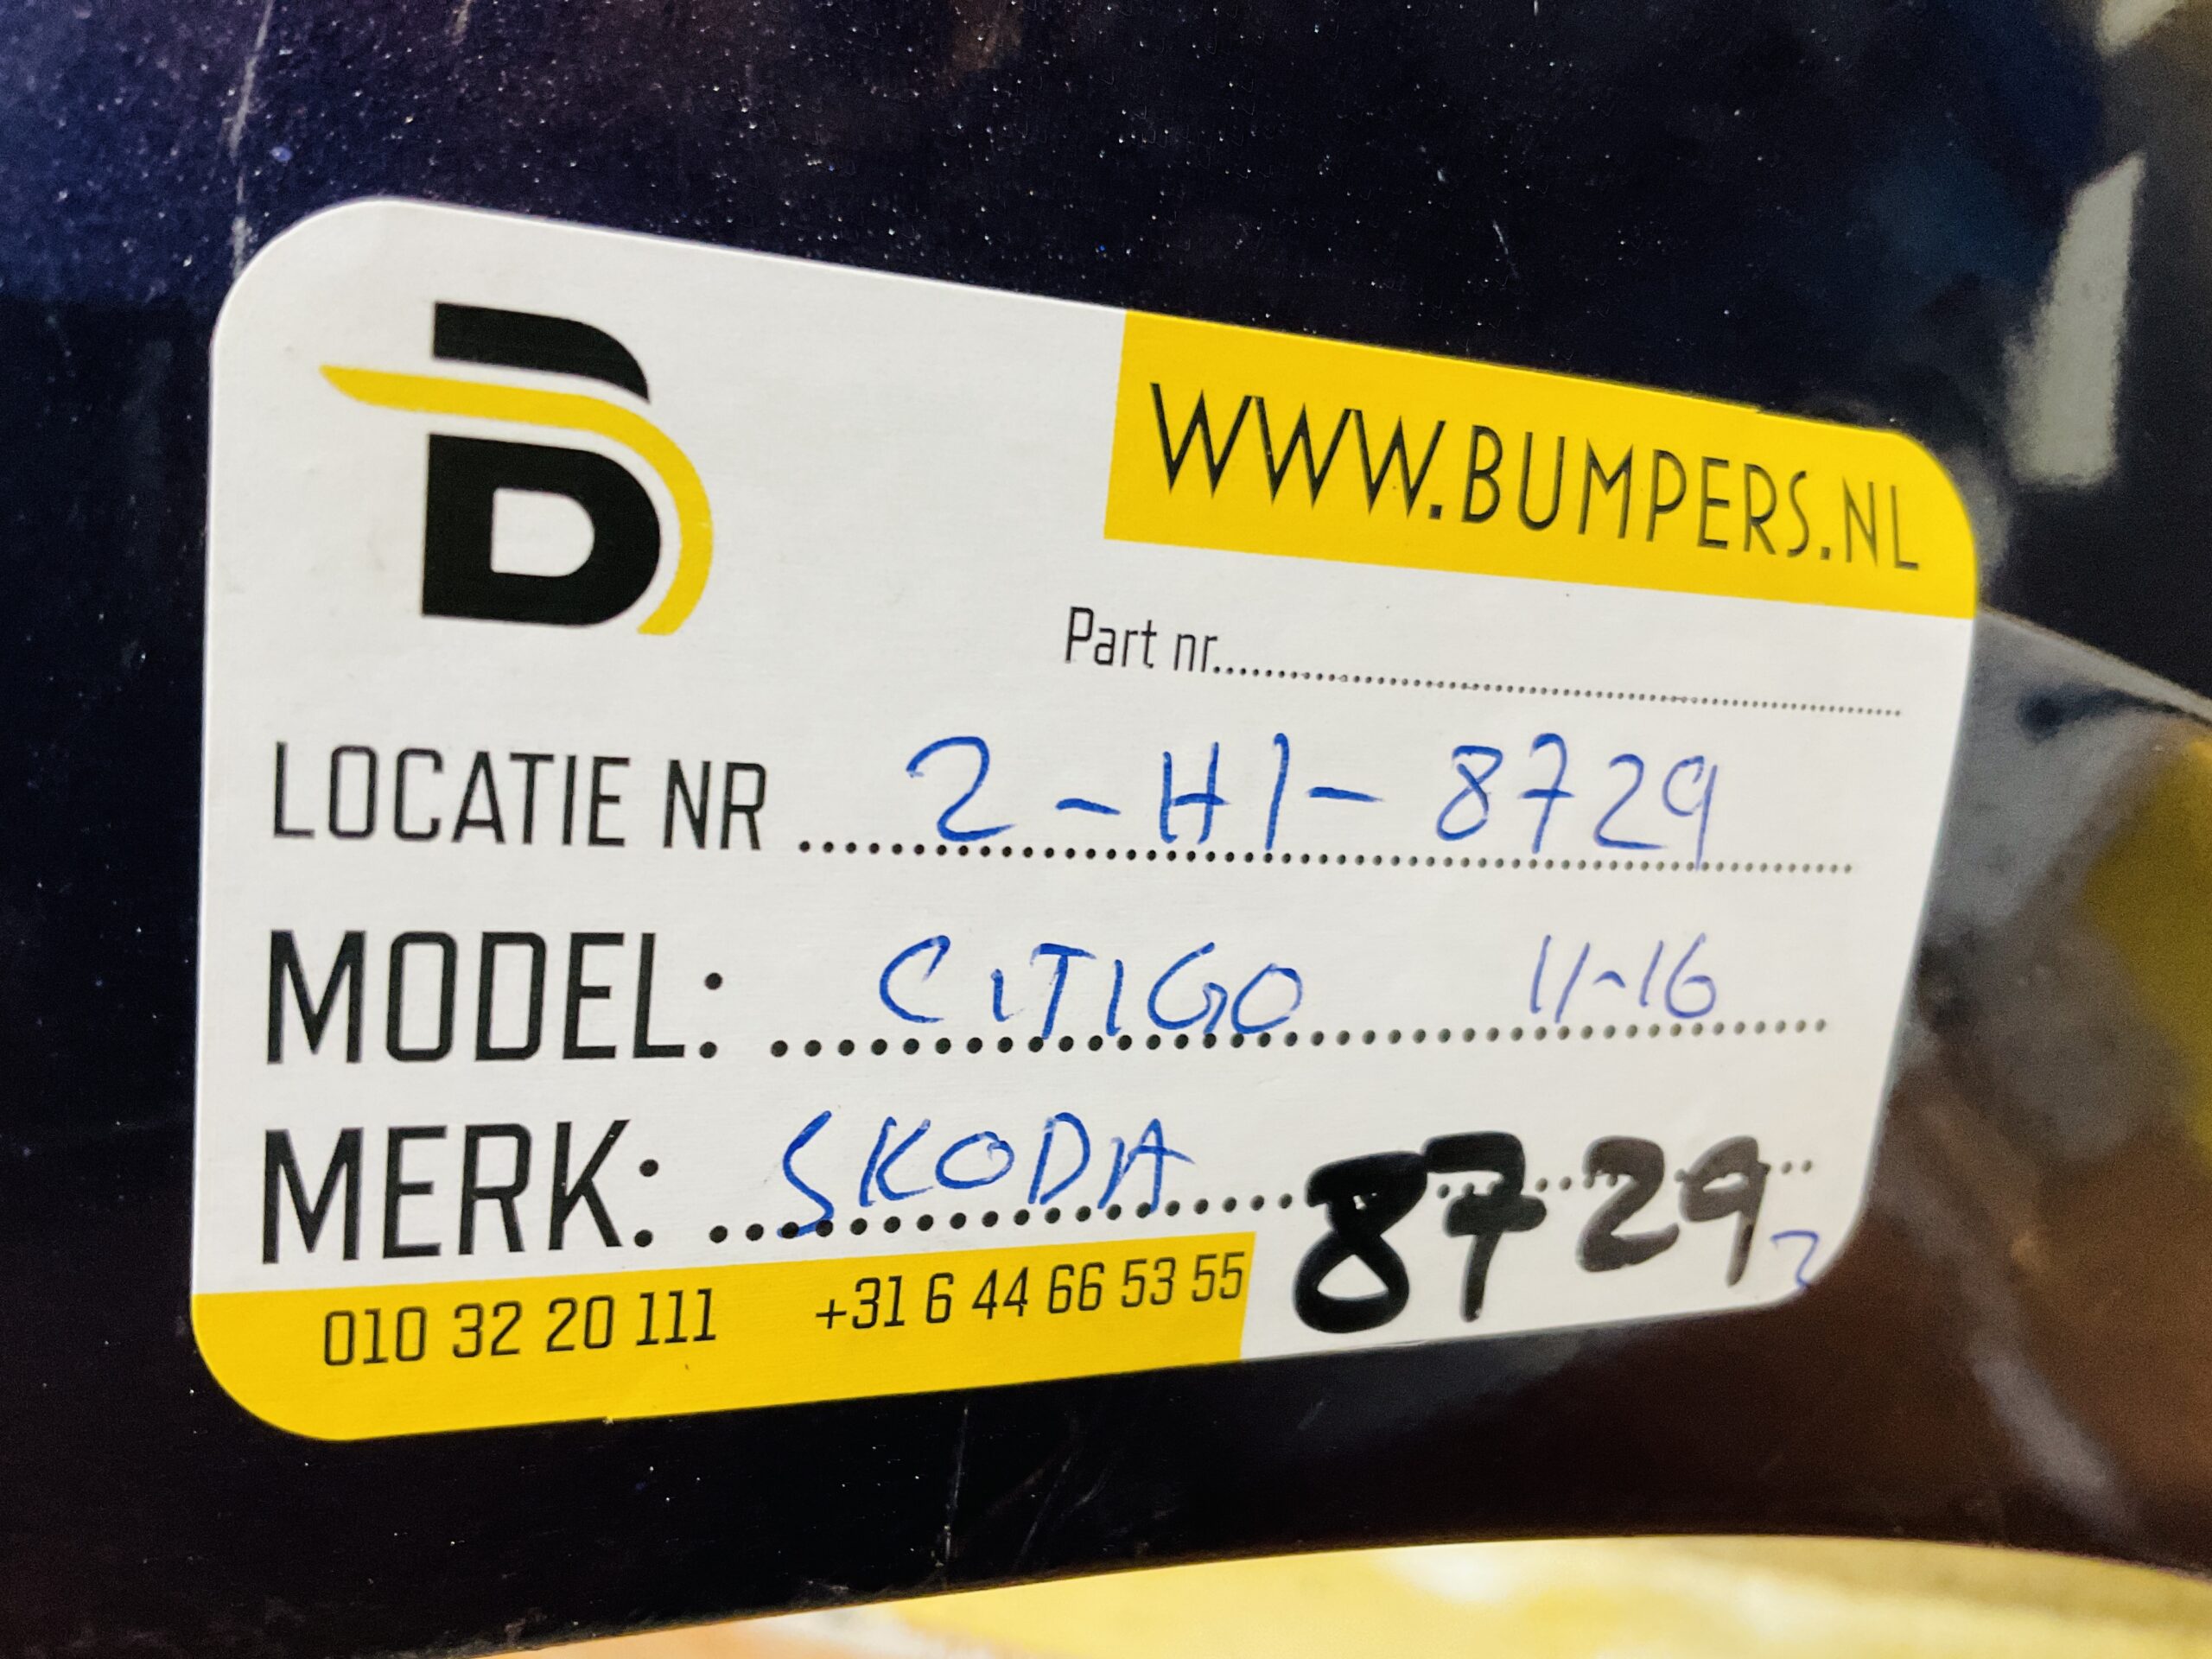 B
WWW.BUMPERS.NL
Part nr..........
LOCATIE NR .......... 2-H1-8729
MODEL: .......... CITIGO 11-16
MERK: .......... SKODA
8729
010 32 20 111 +31 6 44 66 53 55